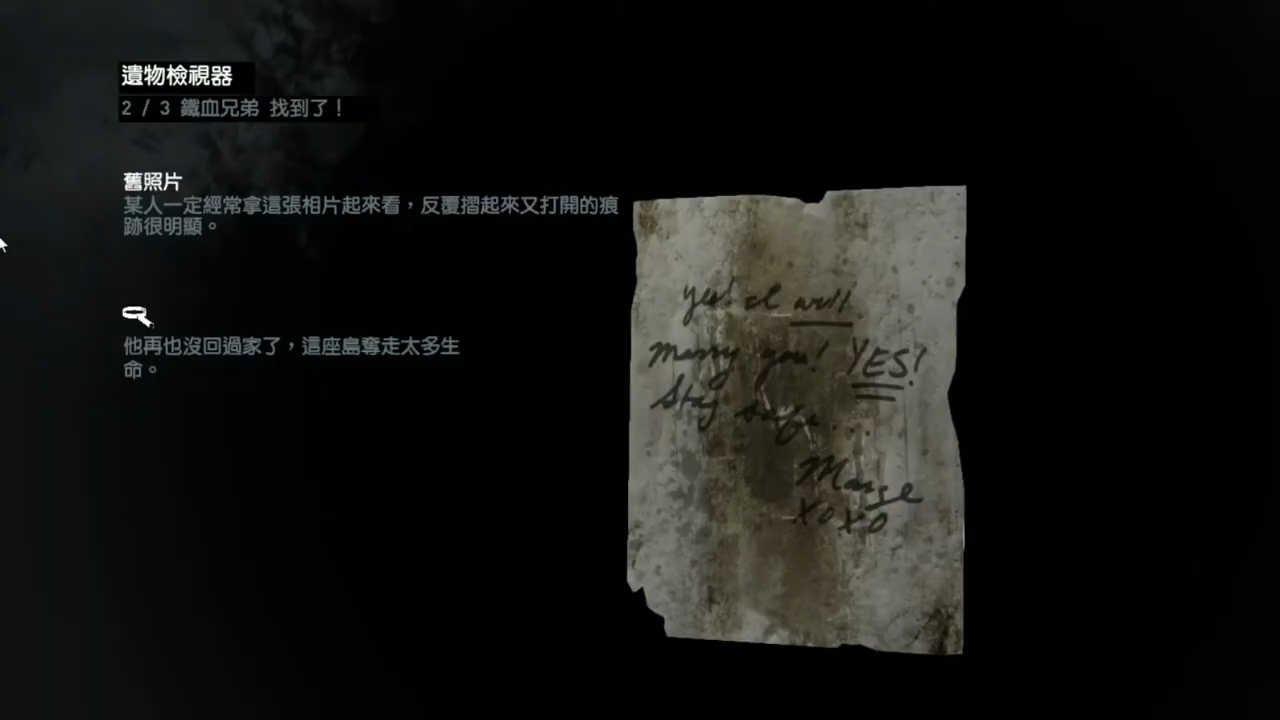 遺物檢視器
2 / 3 鐵血兄弟 找到了！
舊照片
某人一定經常拿這張相片起來看，反覆摺起來又打開的痕
跡很明顯。
他再也沒回過家了，這座島奪走太多生
命。
Yes! I will
Marry you! YES!
Stay safe...
Marge
XOXO